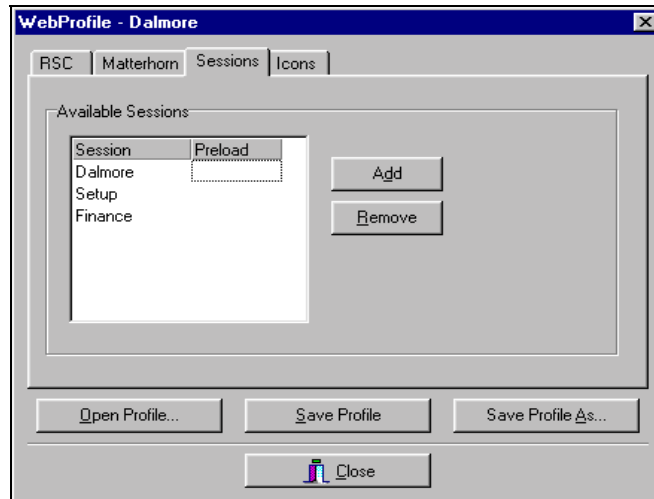 WebProfile - Dalmore
RSC Matterhorn Sessions Icons
Available Sessions
Session Preload
Dalmore
Setup
Finance
Add
Remove
Open Profile... Save Profile Save Profile As...
Close